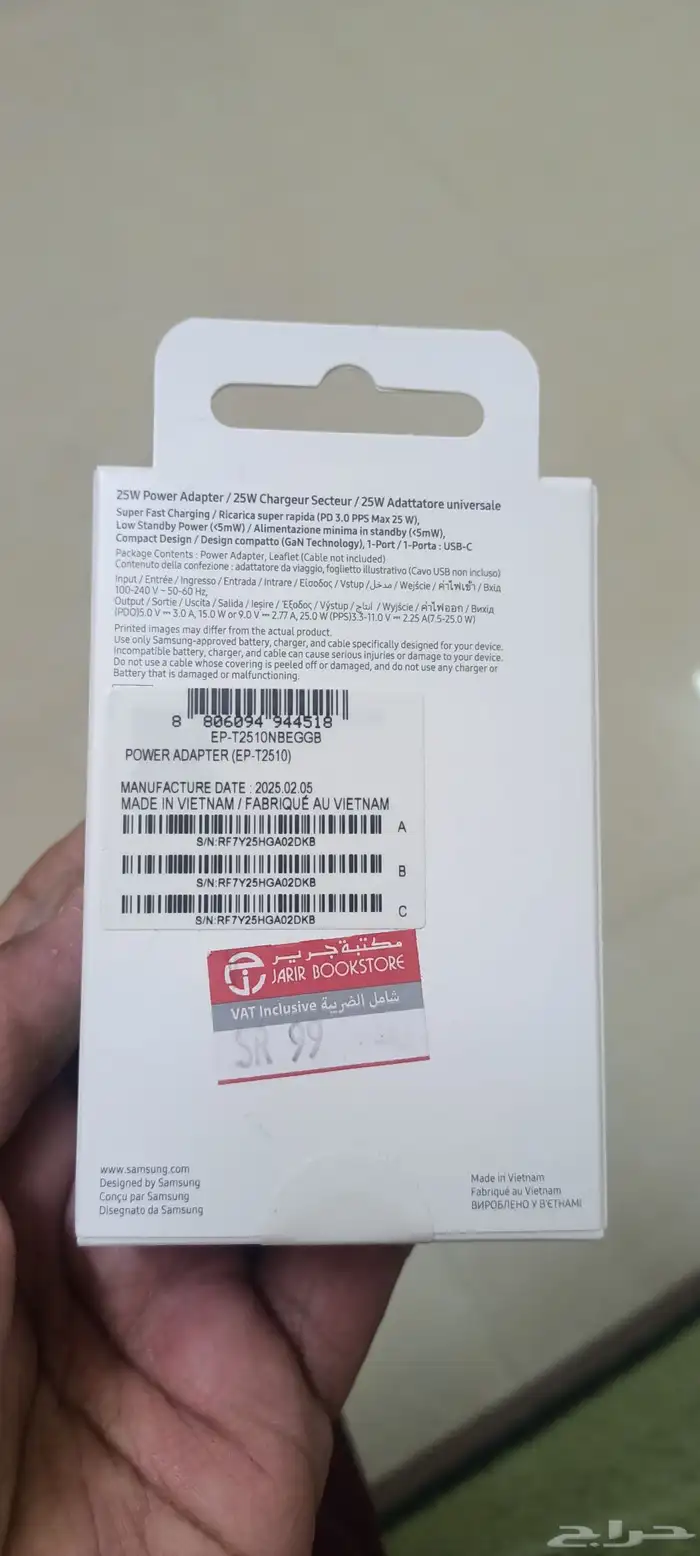 25W Power Adapter / 25W Chargeur Secteur / 25W Adattatore universale
Super Fast Charging / Ricarica super rapida (PD 3.0 PPS Max 25 W),
Low Standby Power (<5mW) / Alimentazione minima in standby (<5mW),
Compact Design / Design compatto (GaN Technology), 1-Port / 1-Porta : USB-C
Package Contents : Power Adapter, Leaflet (Cable not included)
Contenuto della confezione : adattatore da viaggio, foglietto illustrativo (Cavo USB non incluso)
Input / Entrée / Ingresso / Entrada / Intrare / Είσοδος / Vstup / مدخل / Wejście / ค่าไฟเข้า / Вхід
100-240 V ~ 50-60 Hz,
Output / Sortie / Uscita / Salida / Ieșire / Έξοδος / Výstup / إنتاج / Wyjście / ค่าไฟออก / Вихід
(PDO)5.0 V ⎓ 3.0 A, 15.0 W or 9.0 V ⎓ 2.77 A, 25.0 W (PPS)3.3-11.0 V ⎓ 2.25 A(7.5-25.0 W)
Printed images may differ from the actual product.
Use only Samsung-approved battery, charger, and cable specifically designed for your device.
Incompatible battery, charger, and cable can cause serious injuries or damage to your device.
Do not use a cable whose covering is peeled off or damaged, and do not use any charger or
Battery that is damaged or malfunctioning.
8 806094 944518
EP-T2510NBEGGB
POWER ADAPTER (EP-T2510)
MANUFACTURE DATE : 2025.02.05
MADE IN VIETNAM / FABRIQUÉ AU VIETNAM
A
S/N:RF7Y25HGA02DKB
B
S/N:RF7Y25HGA02DKB
C
S/N:RF7Y25HGA02DKB
مكتبة جرير
JARIR BOOKSTORE
VAT Inclusive شامل الضريبة
SR 99
www.samsung.com
Designed by Samsung
Conçu par Samsung
Disegnato da Samsung
Made in Vietnam
Fabriqué au Vietnam
ВИРОБЛЕНО У В'ЄТНАМІ
حراج